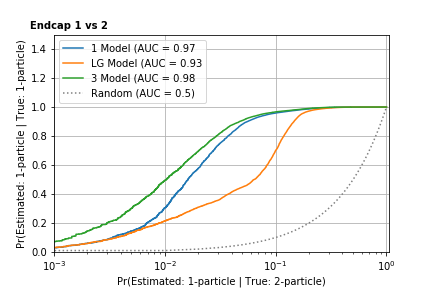 Endcap 1 vs 2
Pr(Estimated: 1-particle | True: 1-particle)
1.4
1.2
1.0
0.8
0.6
0.4
0.2
0.0
1 Model (AUC = 0.97
LG Model (AUC = 0.93
3 Model (AUC = 0.98
Random (AUC = 0.5)
10⁻³ 10⁻² 10⁻¹ 10⁰
Pr(Estimated: 1-particle | True: 2-particle)